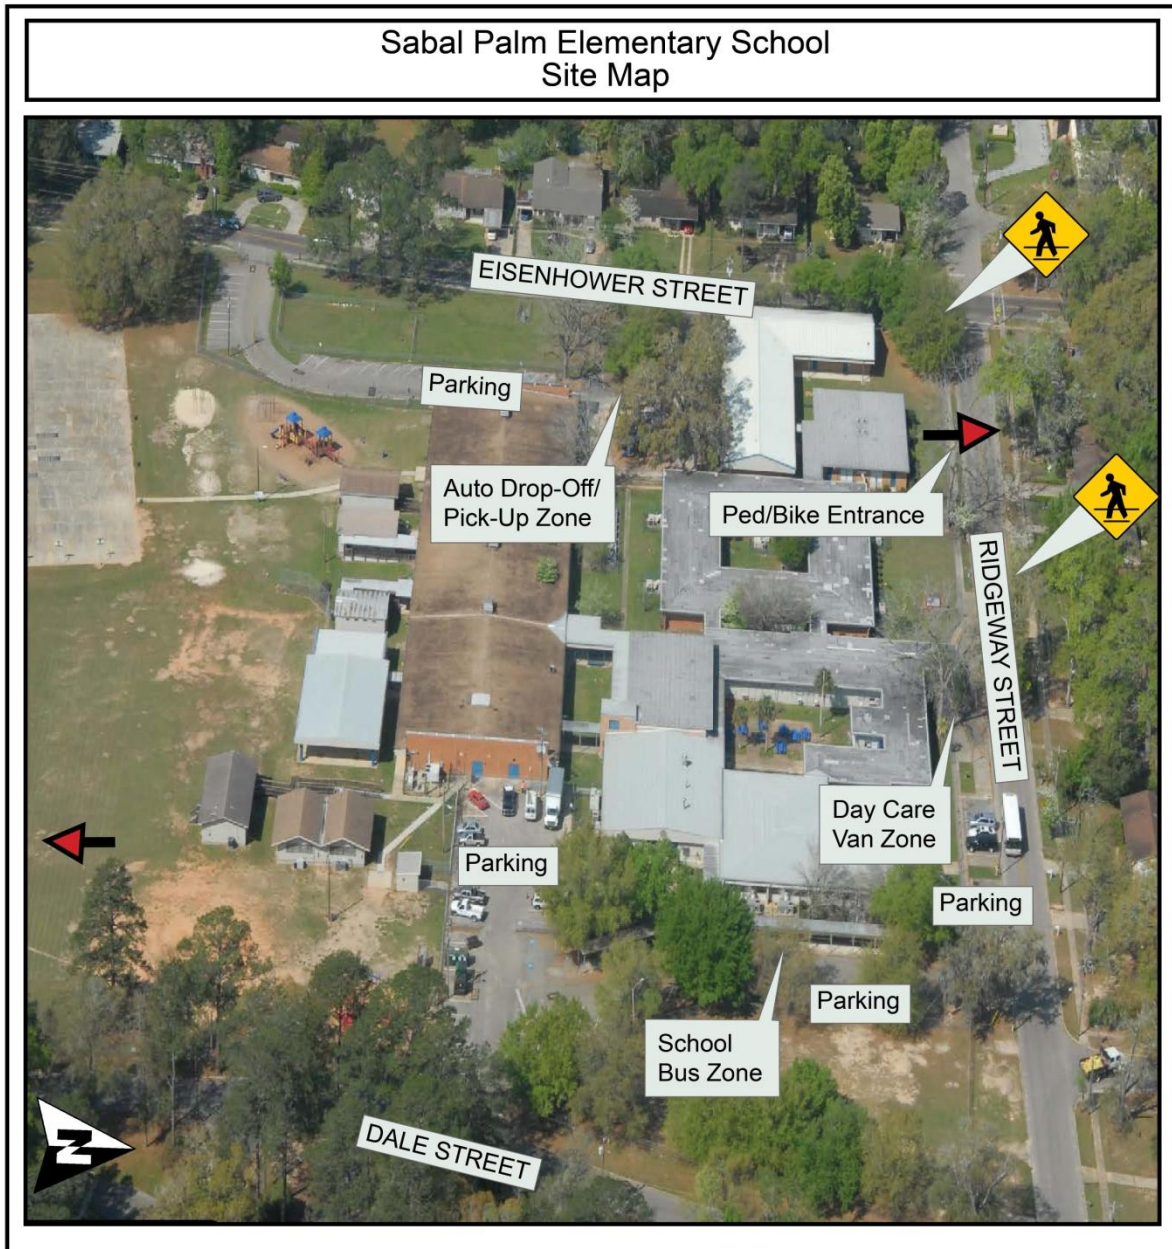 Sabal Palm Elementary School
Site Map
EISENHOWER STREET
Parking
Auto Drop-Off/
Pick-Up Zone
Ped/Bike Entrance
RIDGEWAY STREET
Day Care
Van Zone
Parking
Parking
Parking
School
Bus Zone
DALE STREET
N